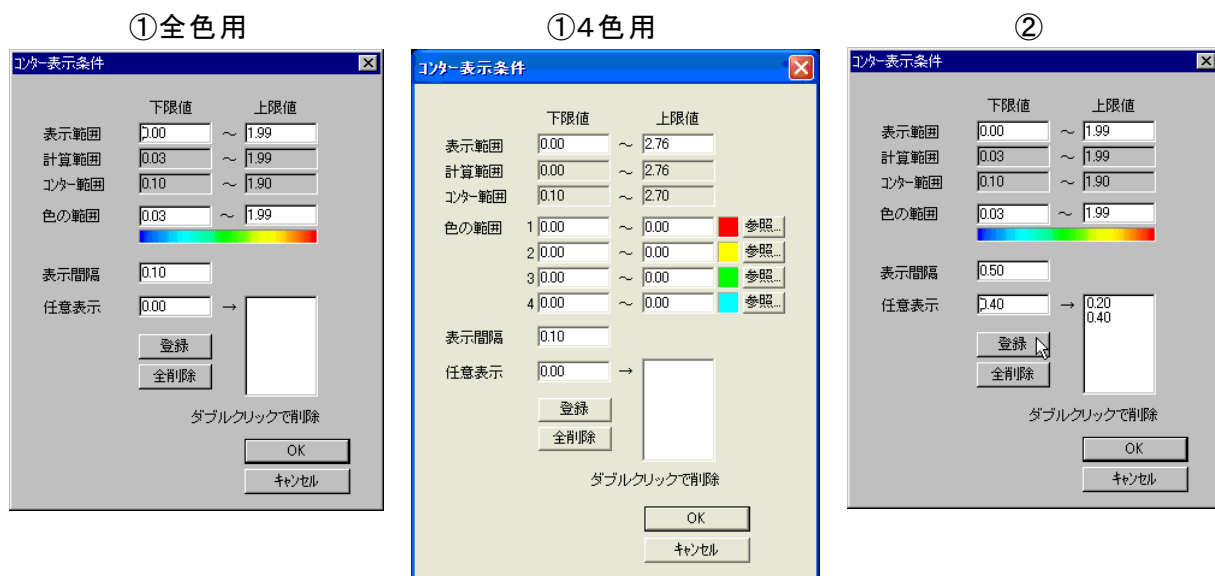 ①全色用
コンター表示条件
下限値 上限値
表示範囲 0.00 ～ 1.99
計算範囲 0.03 ～ 1.99
コンター範囲 0.10 ～ 1.90
色の範囲 0.03 ～ 1.99
表示間隔 0.10
任意表示 0.00 →
登録
全削除
ダブルクリックで削除
OK
キャンセル
①4色用
コンター表示条件
下限値 上限値
表示範囲 0.00 ～ 2.76
計算範囲 0.00 ～ 2.76
コンター範囲 0.10 ～ 2.70
色の範囲 1 0.00 ～ 0.00 参照...
2 0.00 ～ 0.00 参照...
3 0.00 ～ 0.00 参照...
4 0.00 ～ 0.00 参照...
表示間隔 0.10
任意表示 0.00 →
登録
全削除
ダブルクリックで削除
OK
キャンセル
②
コンター表示条件
下限値 上限値
表示範囲 0.00 ～ 1.99
計算範囲 0.03 ～ 1.99
コンター範囲 0.10 ～ 1.90
色の範囲 0.03 ～ 1.99
表示間隔 0.50
任意表示 0.40 → 0.20
0.40
登録
全削除
ダブルクリックで削除
OK
キャンセル